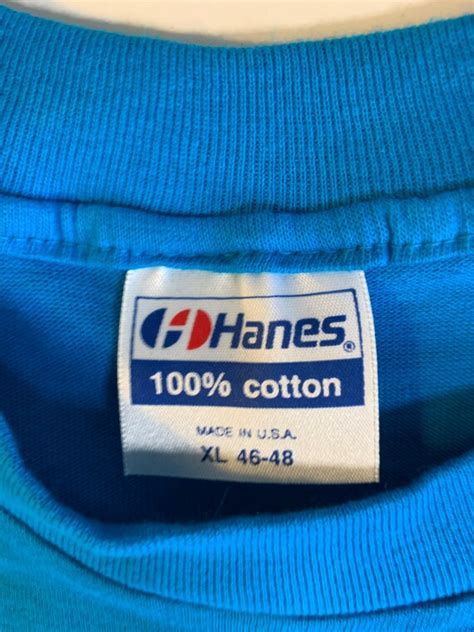 Hanes®
100% cotton
MADE IN U.S.A.
XL 46-48